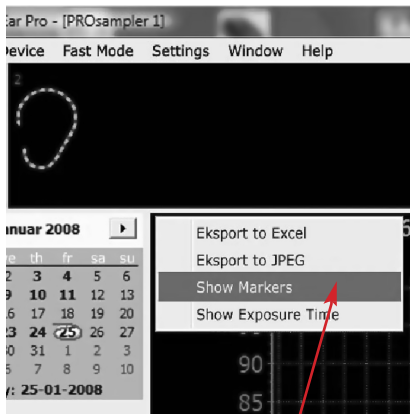 Ear Pro - [PROsampler 1]
Device Fast Mode Settings Window Help
2
anuar 2008
we th fr sa su
2 3 4 5 6
9 10 11 12 13
16 17 18 19 20
23 24 25 26 27
30 31 1 2 3
6 7 8 9 10
y: 25-01-2008
Eksport to Excel
Eksport to JPEG
Show Markers
Show Exposure Time
90
85